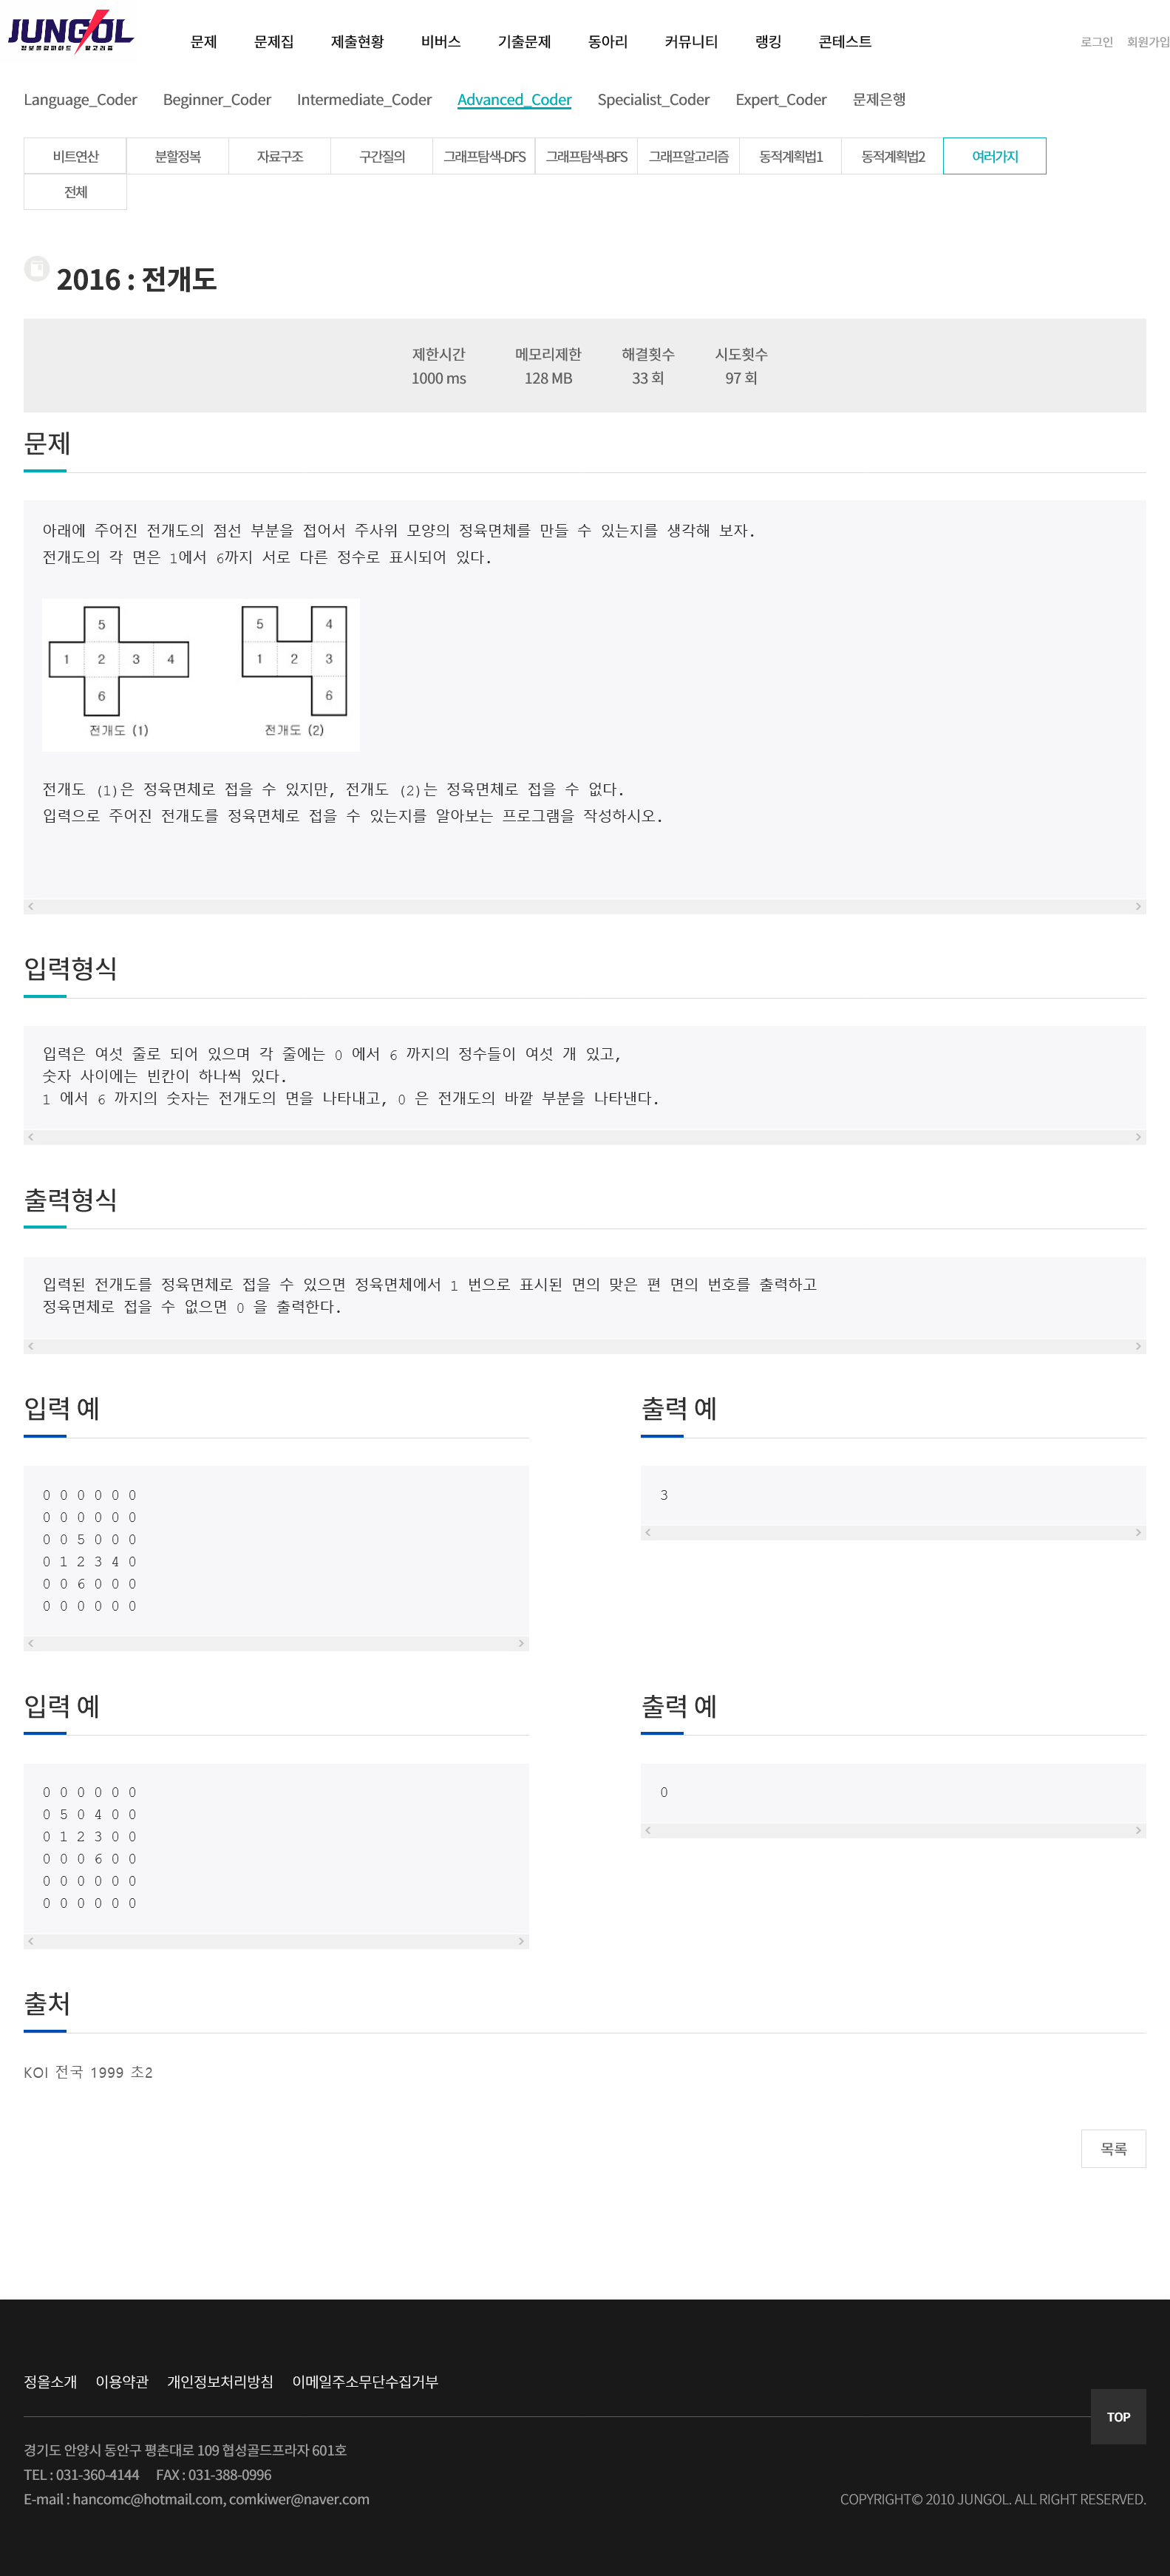 JUNGOL
정보올림피아드 알고리즘
문제 문제집 제출현황 비버스 기출문제 동아리 커뮤니티 랭킹 콘테스트 로그인 회원가입
Language_Coder Beginner_Coder Intermediate_Coder Advanced_Coder Specialist_Coder Expert_Coder 문제은행
비트연산 분할정복 자료구조 구간질의 그래프탐색-DFS 그래프탐색-BFS 그래프알고리즘 동적계획법1 동적계획법2 여러가지
전체
2016 : 전개도
제한시간 메모리제한 해결횟수 시도횟수
1000 ms 128 MB 33 회 97 회
문제
아래에 주어진 전개도의 점선 부분을 접어서 주사위 모양의 정육면체를 만들 수 있는지를 생각해 보자.
전개도의 각 면은 1에서 6까지 서로 다른 정수로 표시되어 있다.
5 5 4
1 2 3 4 1 2 3
6 6
전개도 (1) 전개도 (2)
전개도 (1)은 정육면체로 접을 수 있지만, 전개도 (2)는 정육면체로 접을 수 없다.
입력으로 주어진 전개도를 정육면체로 접을 수 있는지를 알아보는 프로그램을 작성하시오.
입력형식
입력은 여섯 줄로 되어 있으며 각 줄에는 0 에서 6 까지의 정수들이 여섯 개 있고,
숫자 사이에는 빈칸이 하나씩 있다.
1 에서 6 까지의 숫자는 전개도의 면을 나타내고, 0 은 전개도의 바깥 부분을 나타낸다.
출력형식
입력된 전개도를 정육면체로 접을 수 있으면 정육면체에서 1 번으로 표시된 면의 맞은 편 면의 번호를 출력하고
정육면체로 접을 수 없으면 0 을 출력한다.
입력 예
0 0 0 0 0 0
0 0 0 0 0 0
0 0 5 0 0 0
0 1 2 3 4 0
0 0 6 0 0 0
0 0 0 0 0 0
출력 예
3
입력 예
0 0 0 0 0 0
0 5 0 4 0 0
0 1 2 3 0 0
0 0 0 6 0 0
0 0 0 0 0 0
0 0 0 0 0 0
출력 예
0
출처
KOI 전국 1999 초2
목록
정올소개 이용약관 개인정보처리방침 이메일주소무단수집거부
TOP
경기도 안양시 동안구 평촌대로 109 협성골드프라자 601호
TEL : 031-360-4144 FAX : 031-388-0996
E-mail : hancomc@hotmail.com, comkiwer@naver.com
COPYRIGHT© 2010 JUNGOL. ALL RIGHT RESERVED.